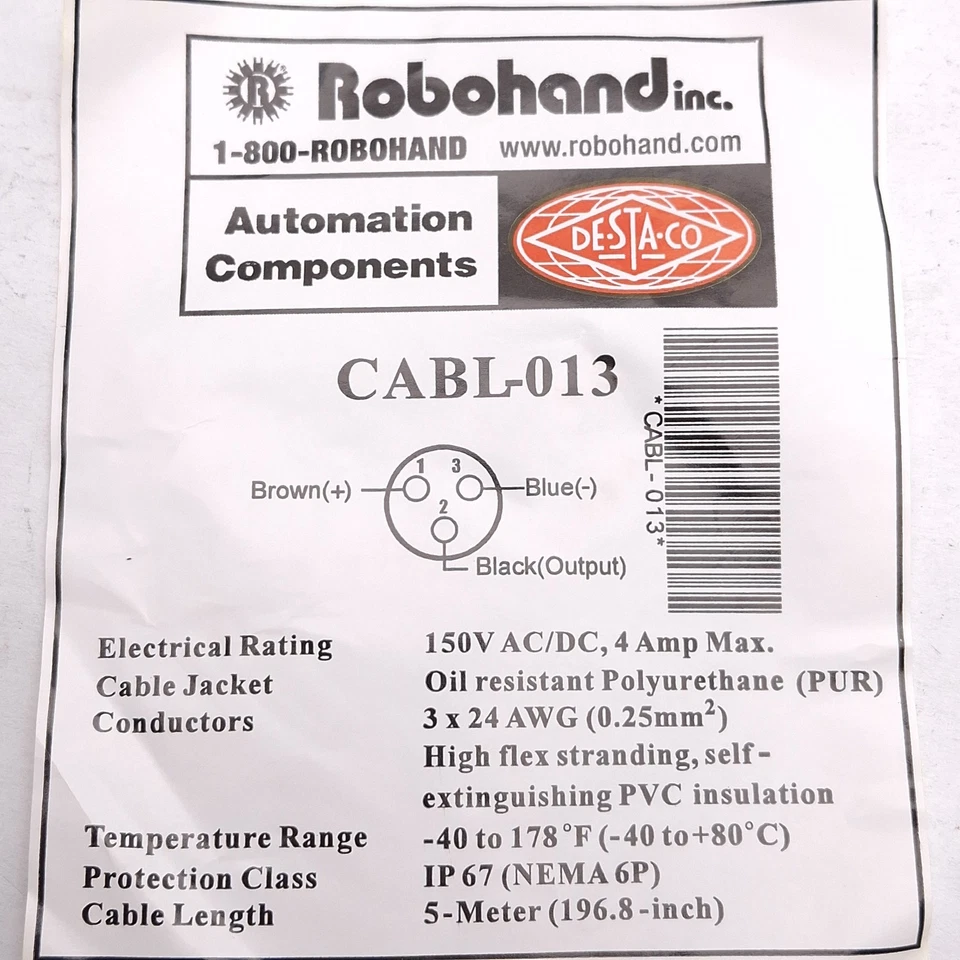 R
Robohand inc.
1-800-ROBOHAND www.robohand.com
Automation
Components
DE-STA-CO
CABL-013
*CABL-013*
1 3
Brown(+) Blue(-)
2
Black(Output)
Electrical Rating 150V AC/DC, 4 Amp Max.
Cable Jacket Oil resistant Polyurethane (PUR)
Conductors 3 x 24 AWG (0.25mm²)
High flex stranding, self-
extinguishing PVC insulation
Temperature Range -40 to 178°F (-40 to+80°C)
Protection Class IP 67 (NEMA 6P)
Cable Length 5-Meter (196.8-inch)